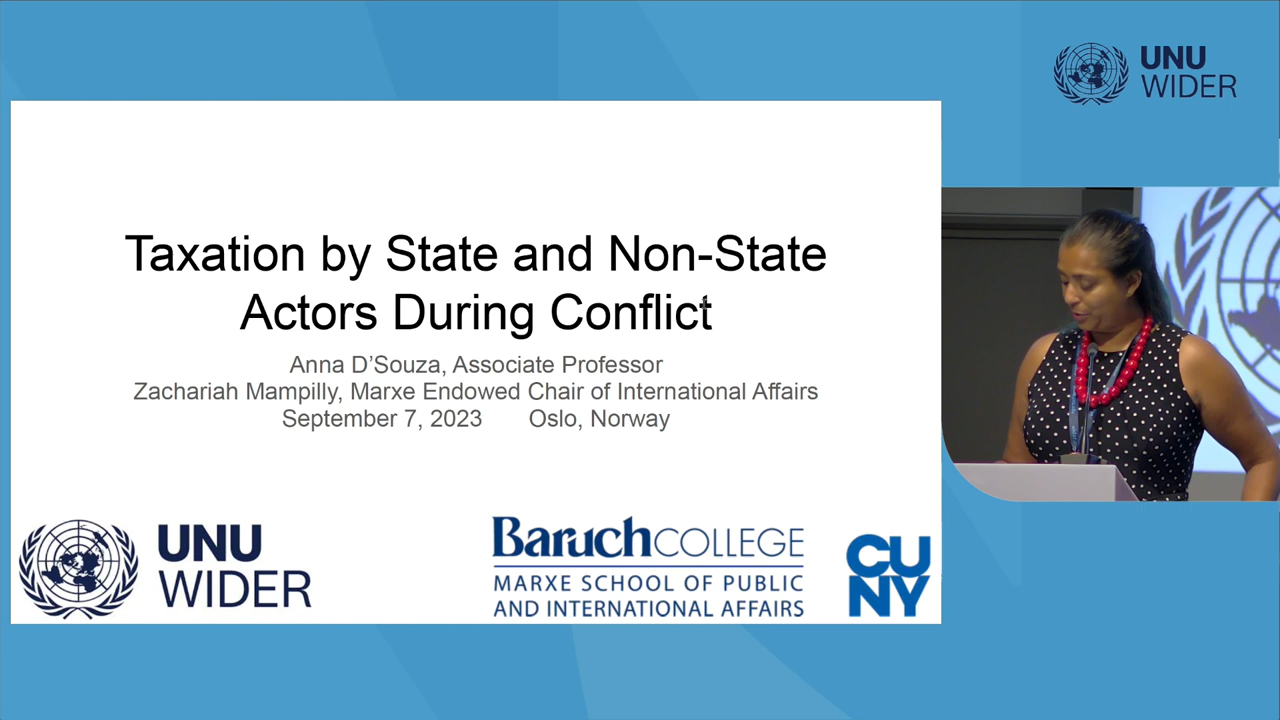 UNU
WIDER
Taxation by State and Non-State
Actors During Conflict
Anna D’Souza, Associate Professor
Zachariah Mampilly, Marxe Endowed Chair of International Affairs
September 7, 2023 Oslo, Norway
UNU
WIDER
Baruch COLLEGE
MARXE SCHOOL OF PUBLIC
AND INTERNATIONAL AFFAIRS
CU
NY